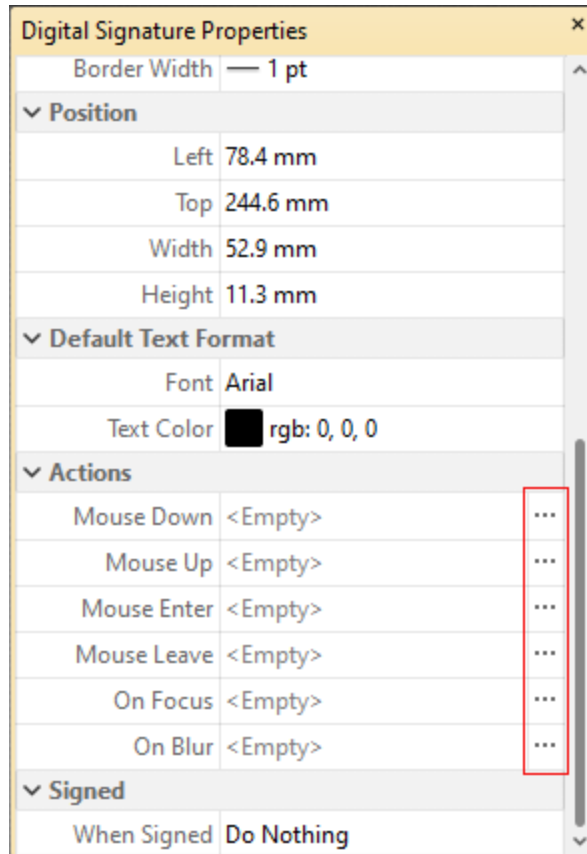 Digital Signature Properties ×
Border Width 1 pt
Position
Left 78.4 mm
Top 244.6 mm
Width 52.9 mm
Height 11.3 mm
Default Text Format
Font Arial
Text Color rgb: 0, 0, 0
Actions
Mouse Down <Empty> ...
Mouse Up <Empty> ...
Mouse Enter <Empty> ...
Mouse Leave <Empty> ...
On Focus <Empty> ...
On Blur <Empty> ...
Signed
When Signed Do Nothing